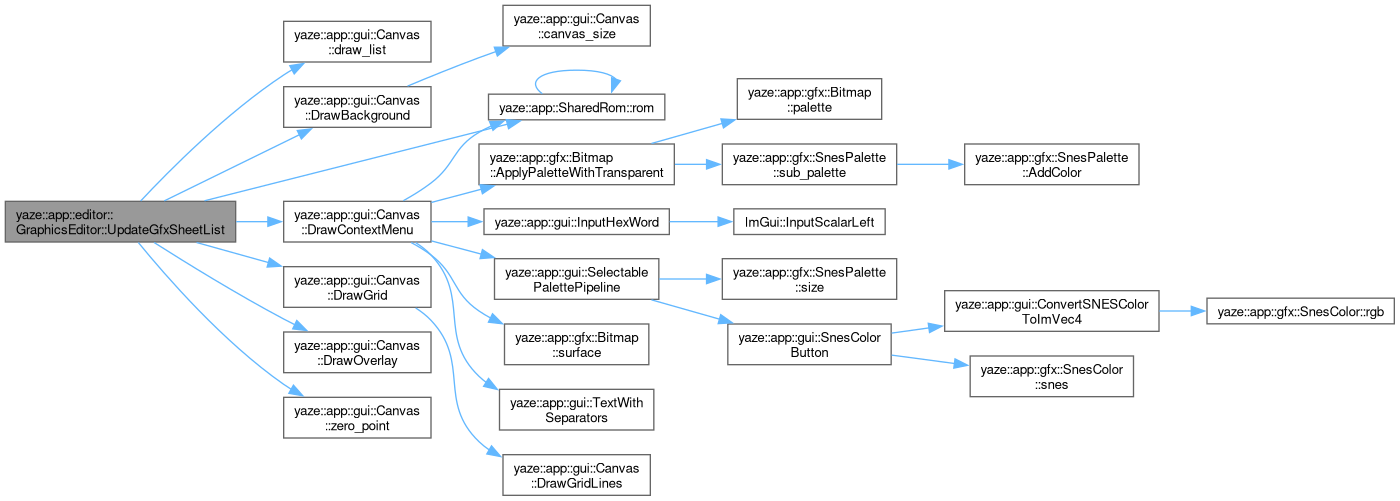 yaze::app::editor::
GraphicsEditor::UpdateGfxSheetList
yaze::app::gui::Canvas
::draw_list
yaze::app::gui::Canvas
::DrawBackground
yaze::app::gui::Canvas
::canvas_size
yaze::app::SharedRom::rom
yaze::app::gui::Canvas
::DrawContextMenu
yaze::app::gfx::Bitmap
::ApplyPaletteWithTransparent
yaze::app::gfx::Bitmap
::palette
yaze::app::gfx::SnesPalette
::sub_palette
yaze::app::gfx::SnesPalette
::AddColor
yaze::app::gui::InputHexWord
ImGui::InputScalarLeft
yaze::app::gui::Selectable
PalettePipeline
yaze::app::gfx::SnesPalette
::size
yaze::app::gui::SnesColor
Button
yaze::app::gui::ConvertSNESColor
ToImVec4
yaze::app::gfx::SnesColor::rgb
yaze::app::gfx::SnesColor
::snes
yaze::app::gfx::Bitmap
::surface
yaze::app::gui::TextWith
Separators
yaze::app::gui::Canvas
::DrawGrid
yaze::app::gui::Canvas
::DrawGridLines
yaze::app::gui::Canvas
::DrawOverlay
yaze::app::gui::Canvas
::zero_point